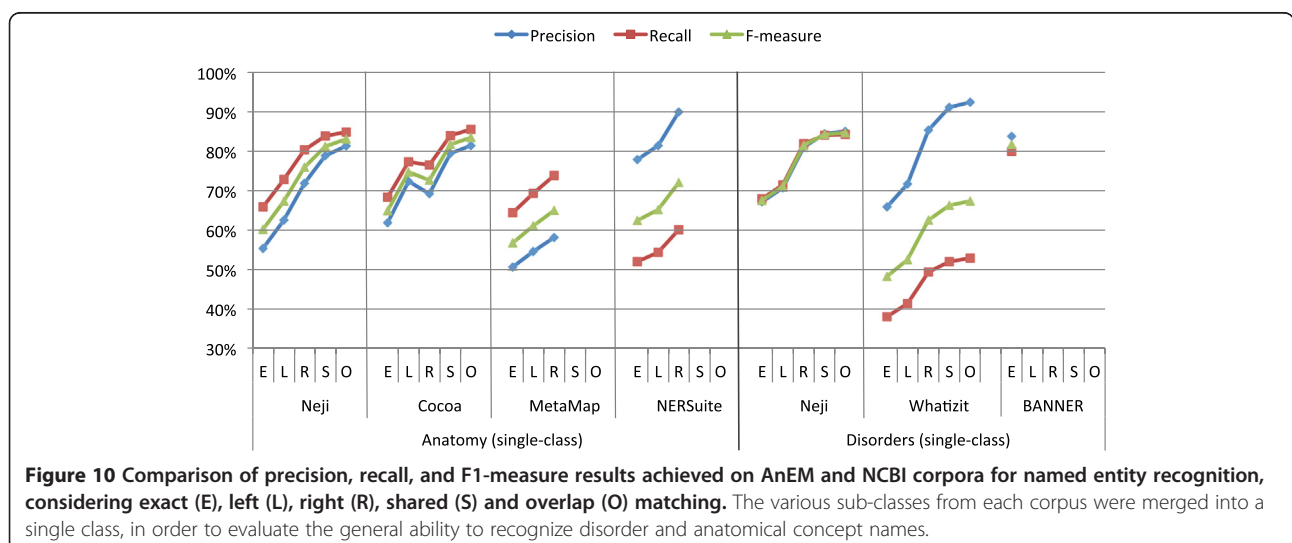 Precision Recall F-measure
100%
90%
80%
70%
60%
50%
40%
30%
E L R S O E L R S O E L R S O E L R S O E L R S O E L R S O E L R S O
Neji Cocoa MetaMap NERSuite Neji Whatizit BANNER
Anatomy (single-class) Disorders (single-class)
Figure 10 Comparison of precision, recall, and F1-measure results achieved on AnEM and NCBI corpora for named entity recognition,
considering exact (E), left (L), right (R), shared (S) and overlap (O) matching. The various sub-classes from each corpus were merged into a
single class, in order to evaluate the general ability to recognize disorder and anatomical concept names.